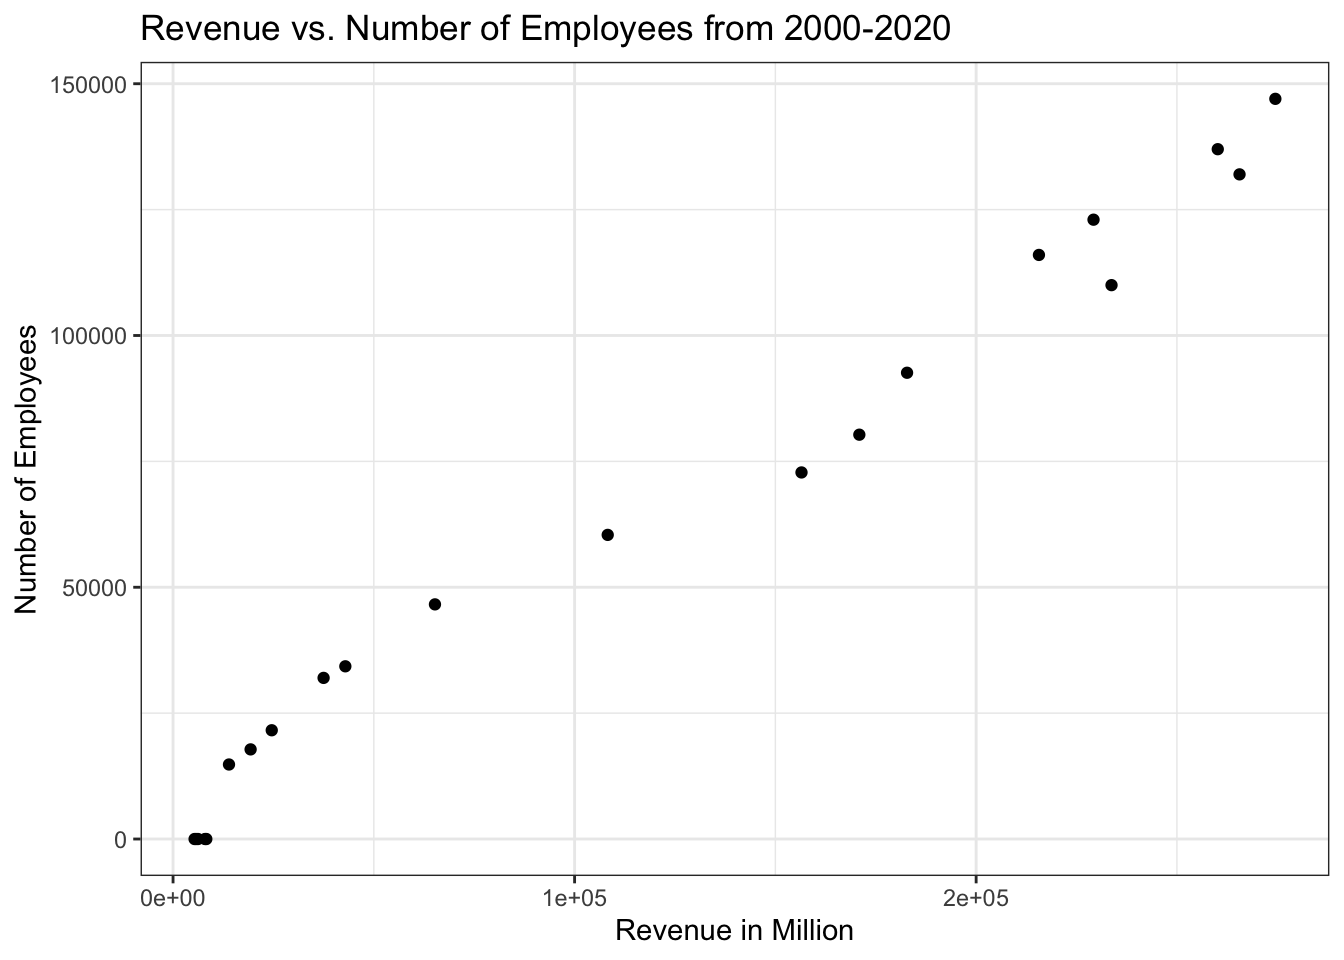 Revenue vs. Number of Employees from 2000-2020
150000
100000
50000
0
Number of Employees
0e+00 1e+05 2e+05
Revenue in Million